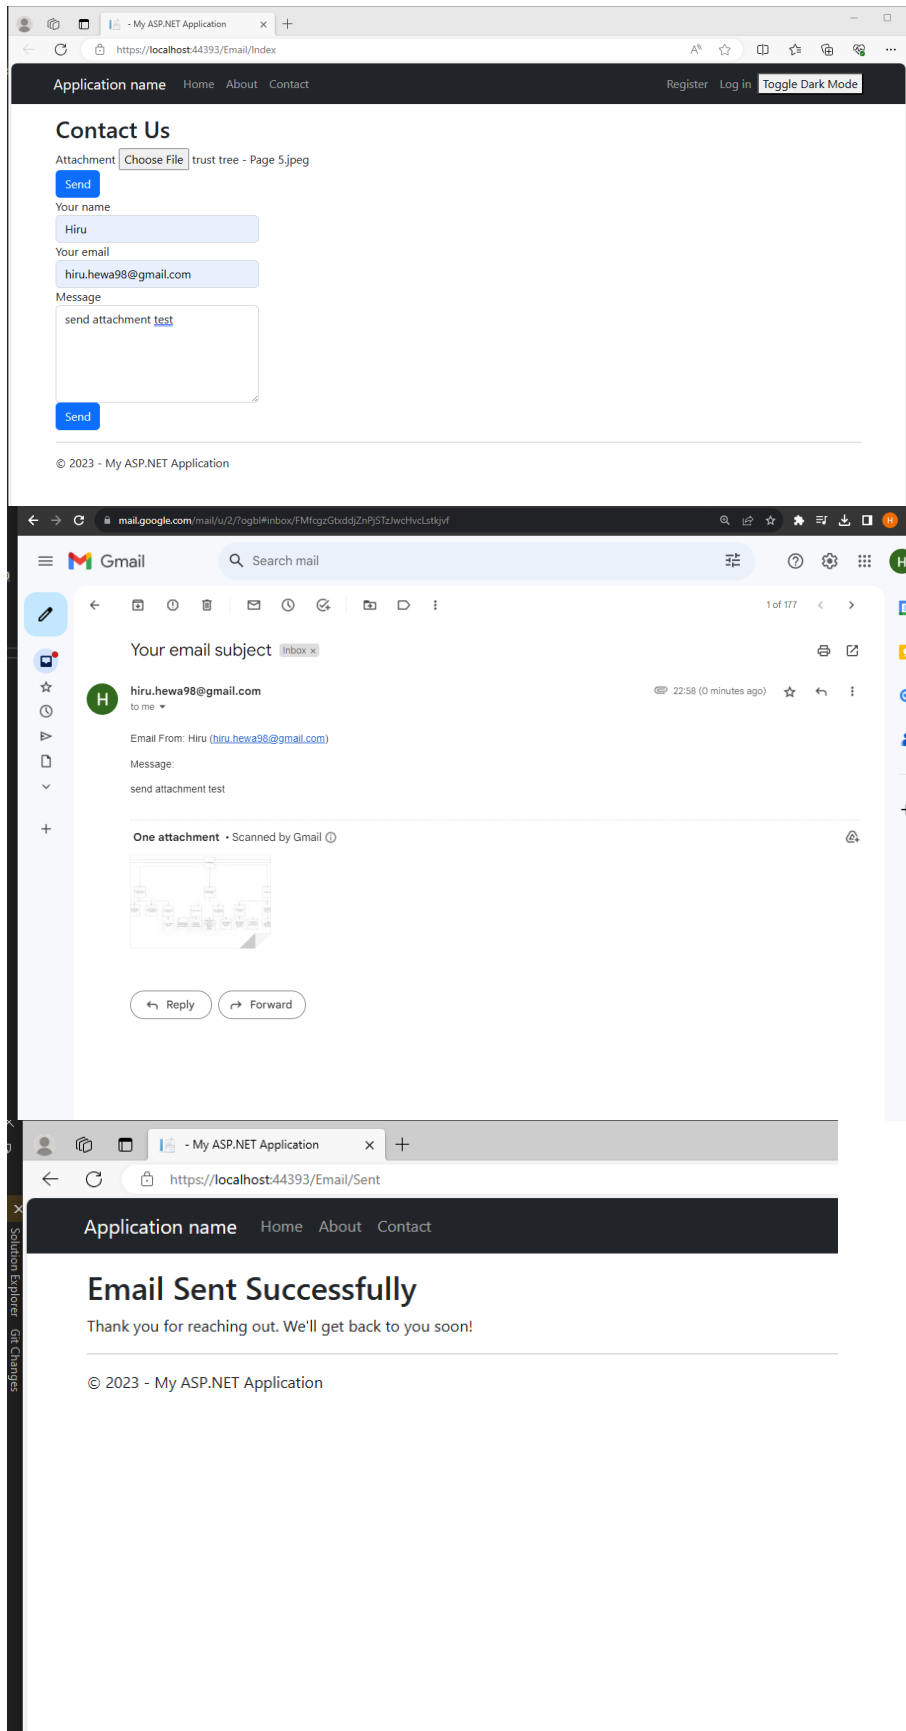 - My ASP.NET Application
https://localhost:44393/Email/Index
Application name Home About Contact Register Log in Toggle Dark Mode
Contact Us
Attachment Choose File trust tree - Page 5.jpeg
Send
Your name
Hiru
Your email
hiru.hewa98@gmail.com
Message
send attachment test
Send
© 2023 - My ASP.NET Application
mail.google.com/mail/u/2/?ogbl#inbox/FMfcgzGtxddjZnPjSTzJwcHvcLstkjvf
H
Gmail Search mail H
1 of 177
Your email subject Inbox x
H hiru.hewa98@gmail.com 22:58 (0 minutes ago)
to me
Email From: Hiru (hiru.hewa98@gmail.com)
Message:
send attachment test
One attachment • Scanned by Gmail
Reply Forward
- My ASP.NET Application
https://localhost:44393/Email/Sent
Application name Home About Contact
Solution Explorer Git Changes
Email Sent Successfully
Thank you for reaching out. We'll get back to you soon!
© 2023 - My ASP.NET Application